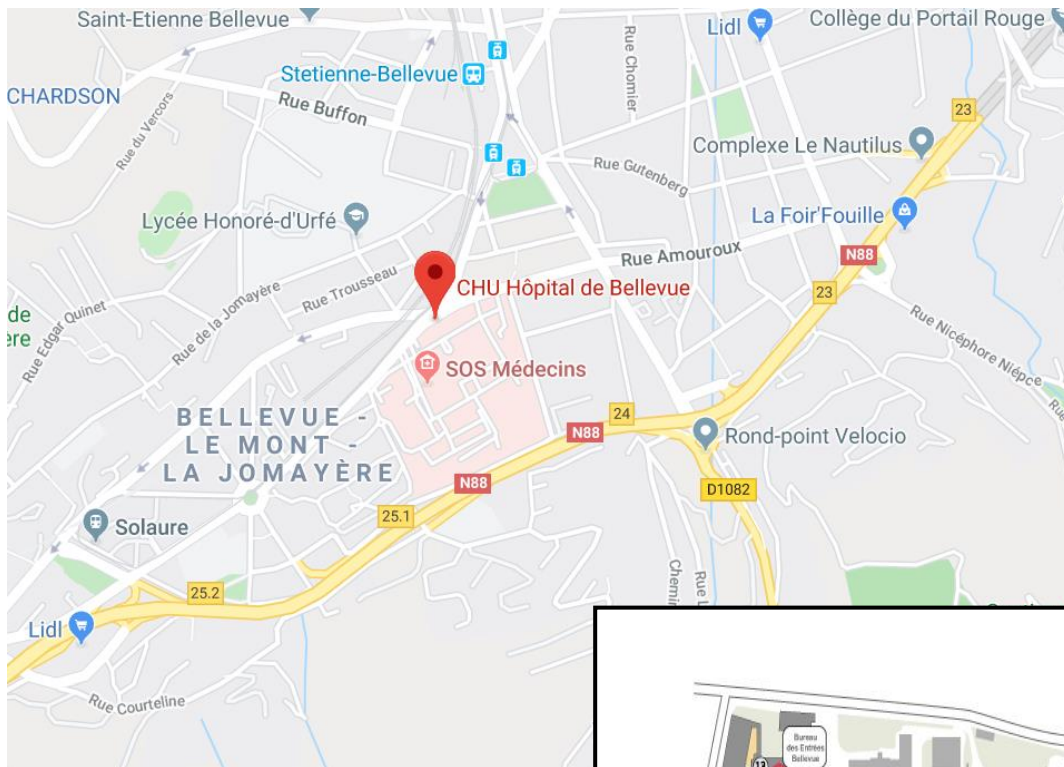 Saint-Etienne Bellevue
Lidl
Collège du Portail Rouge
Stetienne-Bellevue
CHARDSON
Rue du Vercors
Rue Buffon
Rue Chomier
23
Complexe Le Nautilus
Rue Gutenberg
Lycée Honoré-d'Urfé
La Foir'Fouille
Rue Amouroux
N88
CHU Hôpital de Bellevue
Rue Trousseau
23
de
ère
Rue Edgar Quinet
Rue de la Jomayère
Rue Nicéphore Niépce
Rue
SOS Médecins
BELLEVUE -
LE MONT -
LA JOMAYÈRE
24
N88
Rond-point Velocio
N88
D1082
25.1
Solaure
25.2
Chemin
Rue L
Lidl
Rue Courteline
Bureau
des Entrées
Bellevue
13